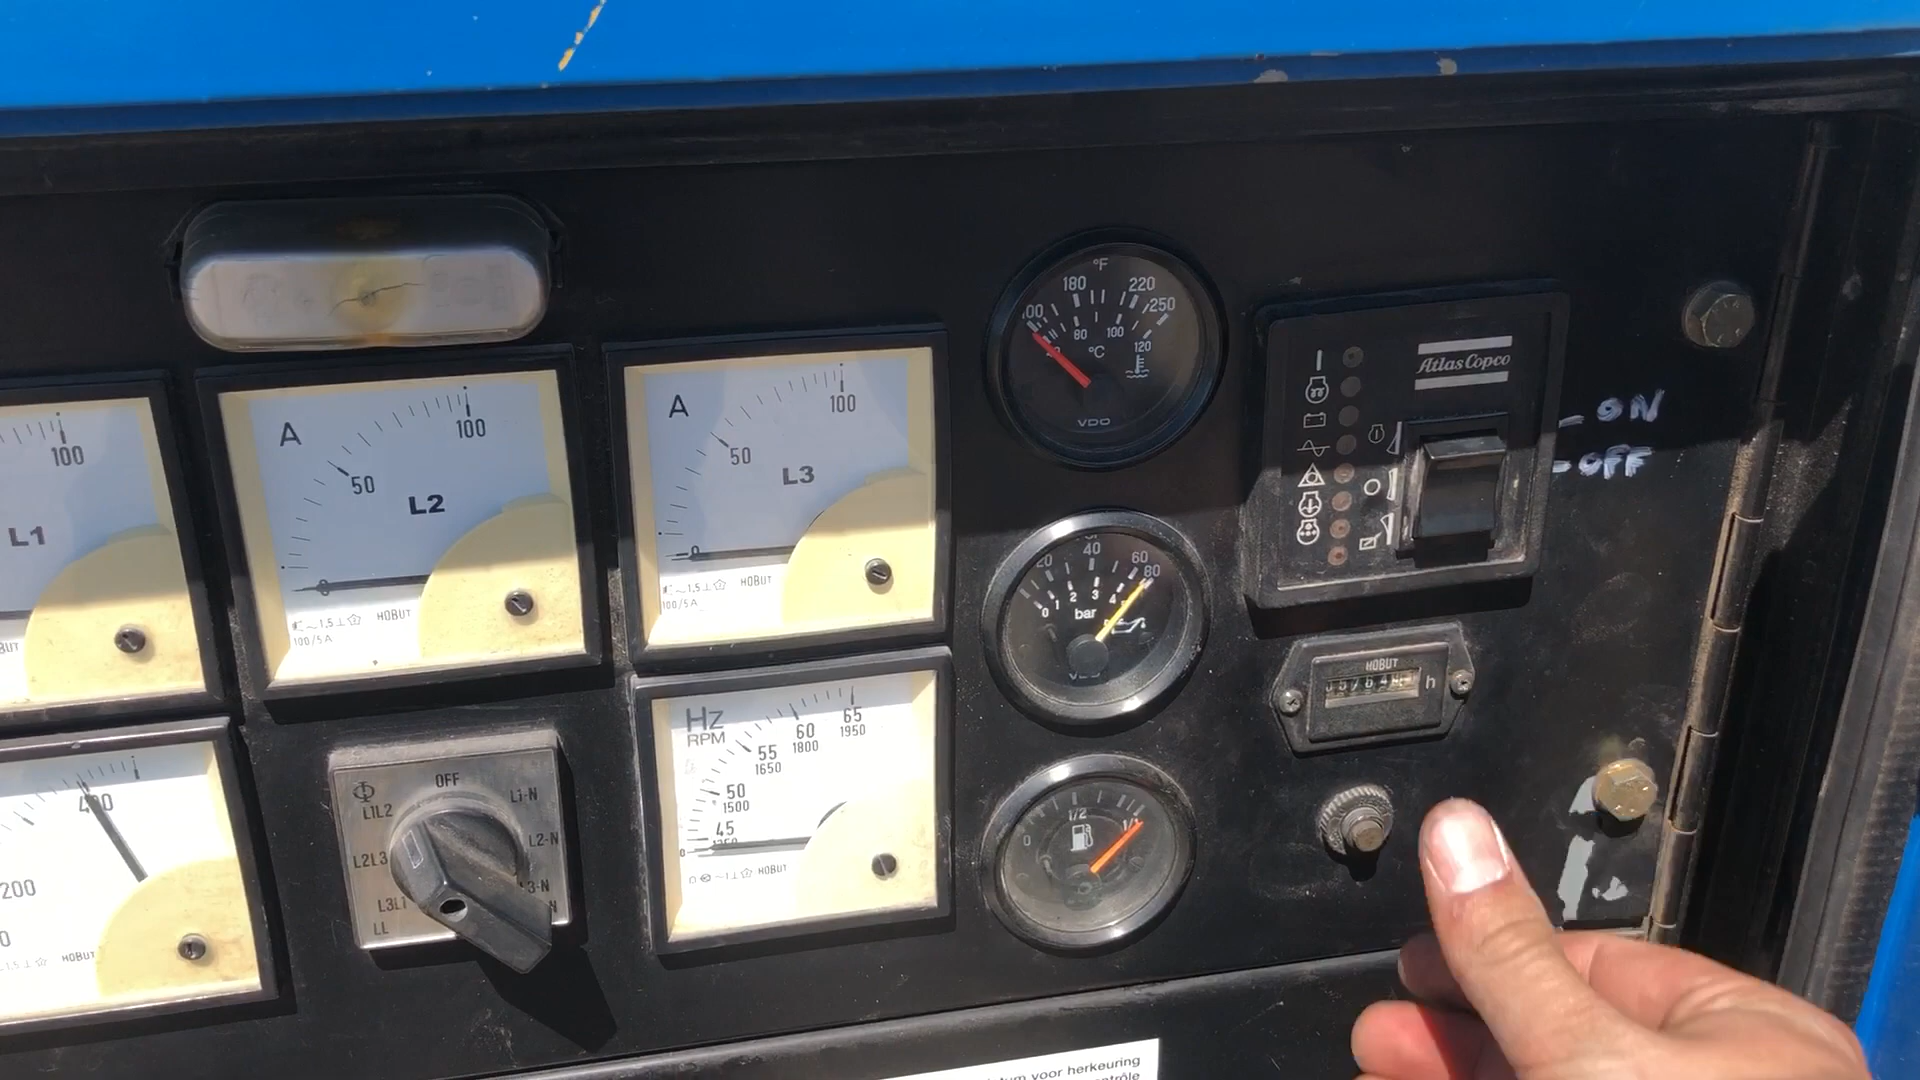 °F
180
220
250
80
100
120
°C
VDO
Atlas Copco
ON
OFF
A
100
50
L3
HOBUT
100/5A
A
100
50
L2
HOBUT
100/5A
100
L1
20
40
60
80
0
1
2
3
4
bar
HOBUT
h
Hz
RPM
65
1950
60
1800
55
1650
50
1500
45
HOBUT
0
1/2
1/1
OFF
L1L2
L1-N
L2L3
L2-N
L3L1
L3-N
LL
400
200
0
HOBUT
voor herkeuring